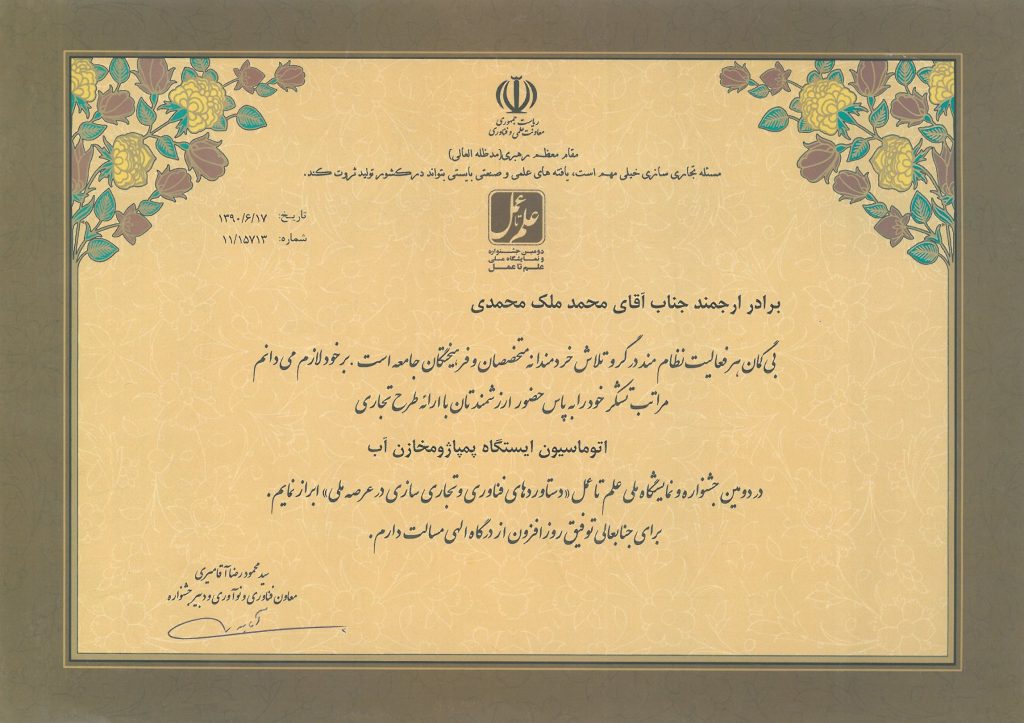 ریاست جمهوری
معاونت علمی و فناوری
مقام معظم رهبری(مدظله العالی)
مسئله تجاری سازی خیلی مهم است، یافته های علمی و صنعتی بایستی بتواند در کشور تولید ثروت کند.
علم تا عمل
دومین جشنواره
و نمایشگاه ملی
علم تا عمل
تاریخ: ۱۳۹۰/۶/۱۷
شماره: ۱۱/۱۵۷۱۳
برادر ارجمند جناب آقای محمد ملک محمدی
بی گمان هر فعالیت نظام مند در گرو تلاش خردمندانه متخصصان و فرهیختگان جامعه است. بر خود لازم می دانم
مراتب تشکر خود را به پاس حضور ارزشمندتان با ارائه طرح تجاری
اتوماسیون ایستگاه پمپاژومخازن آب
در دومین جشنواره و نمایشگاه ملی علم تا عمل «دستاوردهای فناوری و تجاری سازی در عرصه ملی» ابراز نمایم.
برای جنابعالی توفیق روزافزون از درگاه الهی مسالت دارم.
سید محمودرضا آقامیری
معاون فناوری و نوآوری و دبیر جشنواره